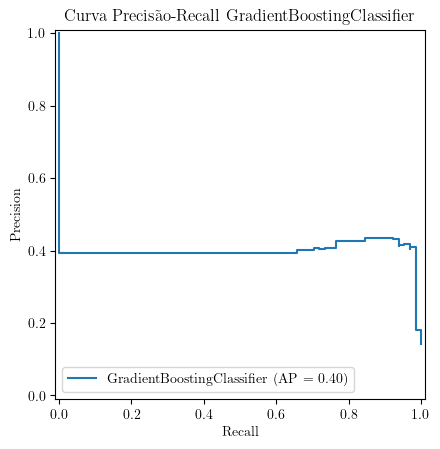 Curva Precisão-Recall GradientBoostingClassifier
1.0
0.8
0.6
0.4
0.2
0.0
Precision
GradientBoostingClassifier (AP = 0.40)
0.0 0.2 0.4 0.6 0.8 1.0
Recall